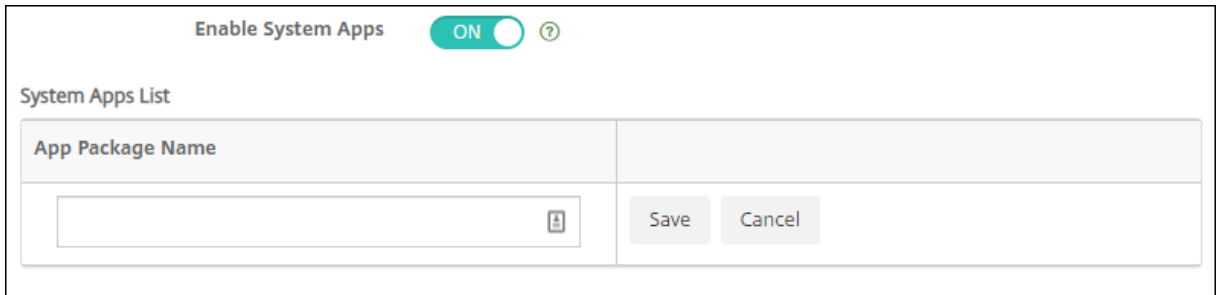 Enable System Apps ON ?
System Apps List
App Package Name
Save Cancel